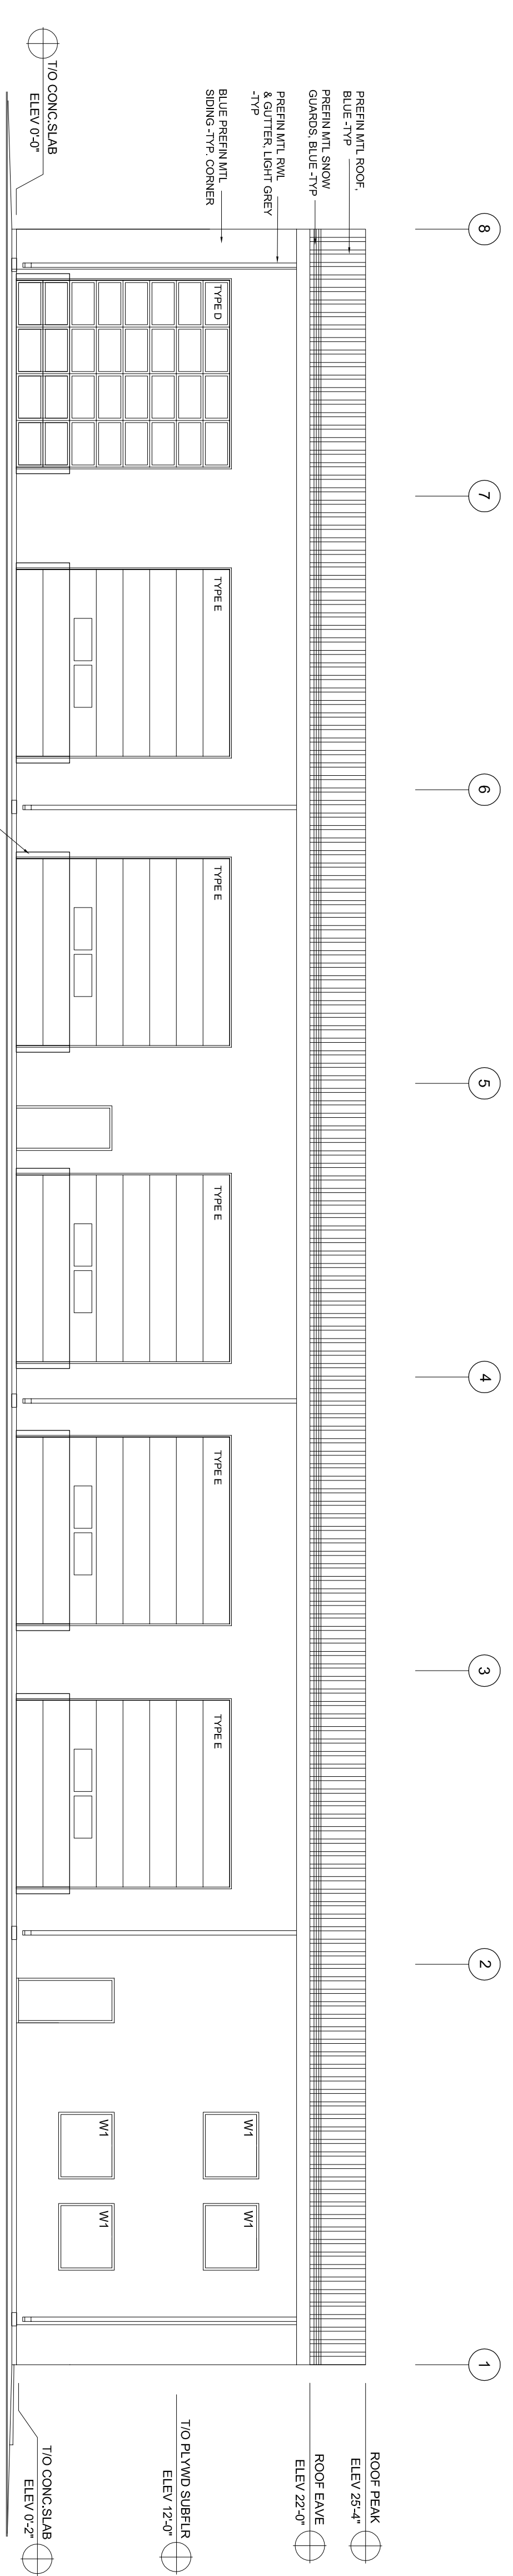 8
7
6
5
4
3
2
1
PREFIN MTL ROOF,
BLUE -TYP
PREFIN MTL SNOW
GUARDS, BLUE -TYP
PREFIN MTL RWL
& GUTTER, LIGHT GREY
-TYP
BLUE PREFIN MTL
SIDING -TYP. CORNER
T/O CONC.SLAB
ELEV 0'-0"
TYPE D
TYPE E
TYPE E
TYPE E
TYPE E
TYPE E
W1
W1
W1
W1
ROOF PEAK
ELEV 25'-4"
ROOF EAVE
ELEV 22'-0"
T/O PLYWD SUBFLR
ELEV 12'-0"
T/O CONC.SLAB
ELEV 0'-2"